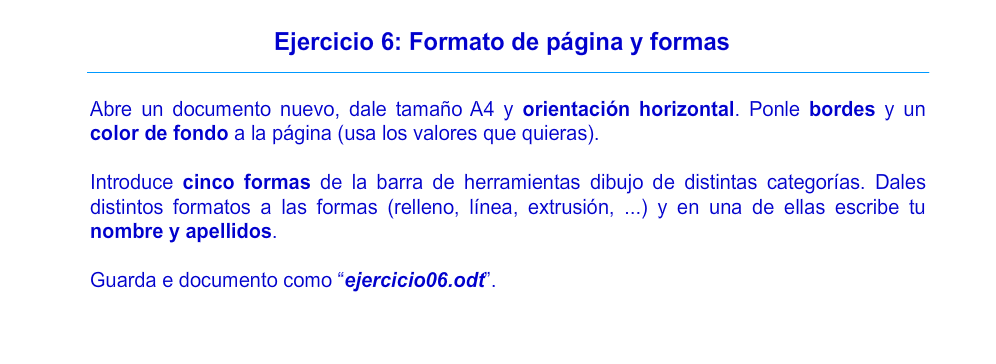 Ejercicio 6: Formato de página y formas
Abre un documento nuevo, dale tamaño A4 y orientación horizontal. Ponle bordes y un
color de fondo a la página (usa los valores que quieras).
Introduce cinco formas de la barra de herramientas dibujo de distintas categorías. Dales
distintos formatos a las formas (relleno, línea, extrusión, ...) y en una de ellas escribe tu
nombre y apellidos.
Guarda e documento como “ejercicio06.odt”.